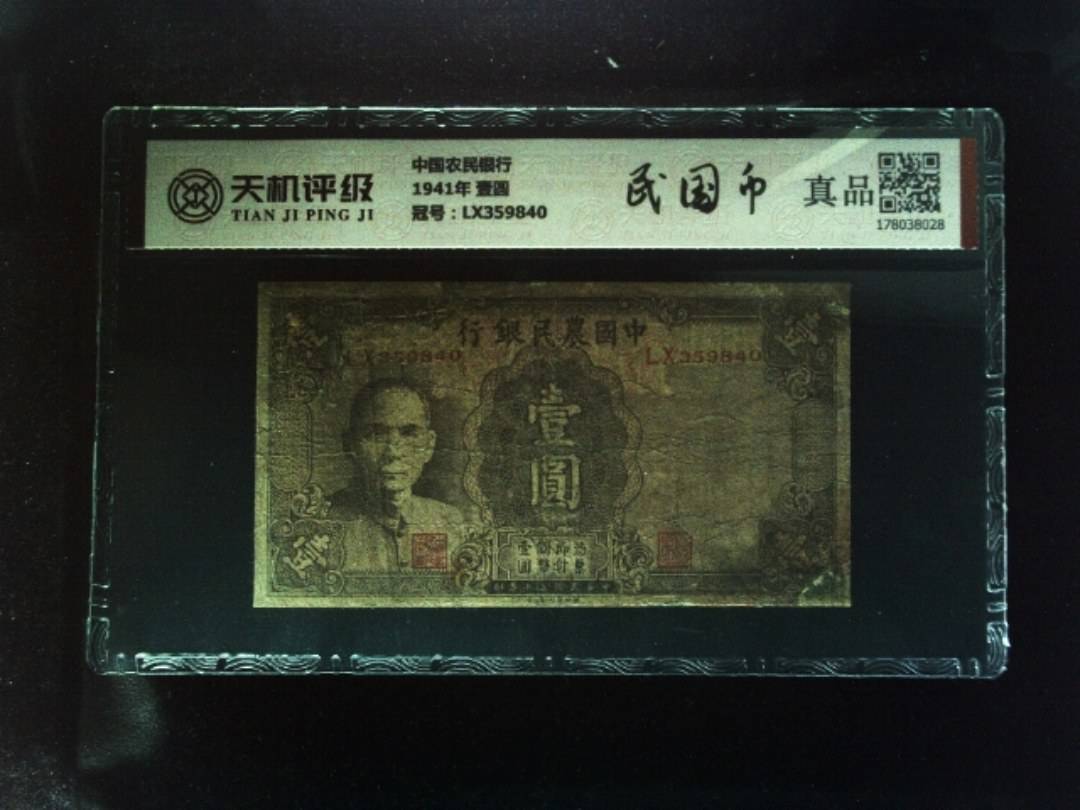 天机评级
TIAN JI PING JI
中国农民银行
1941年 壹圆
冠号：LX359840
民国币
真品
178038028
行銀民農國中
LX359840
LX359840
壹
圓